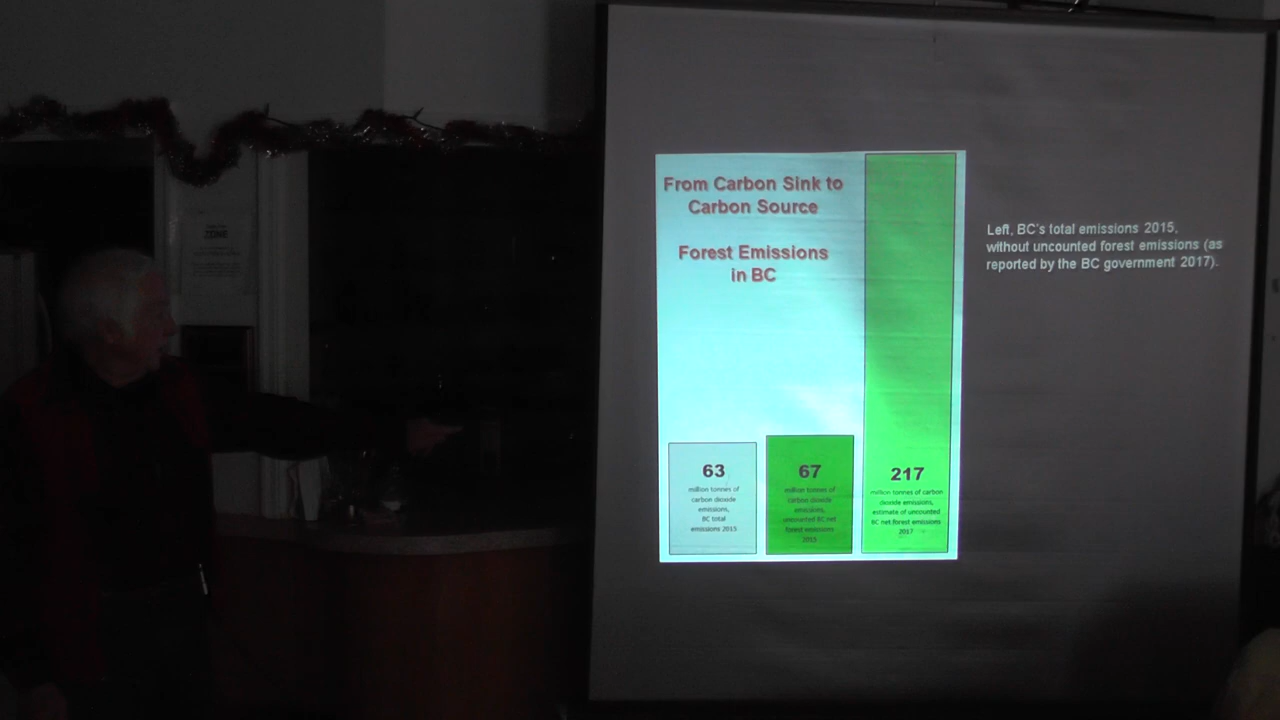 ZONE
From Carbon Sink to
Carbon Source
Forest Emissions
in BC
63
million tonnes of
carbon dioxide
emissions,
BC total
emissions 2015
67
million tonnes of
carbon dioxide
emissions,
uncounted BC net
forest emissions
2015
217
million tonnes of carbon
dioxide emissions,
estimate of uncounted
BC net forest emissions
2017
Left, BC's total emissions 2015,
without uncounted forest emissions (as
reported by the BC government 2017).